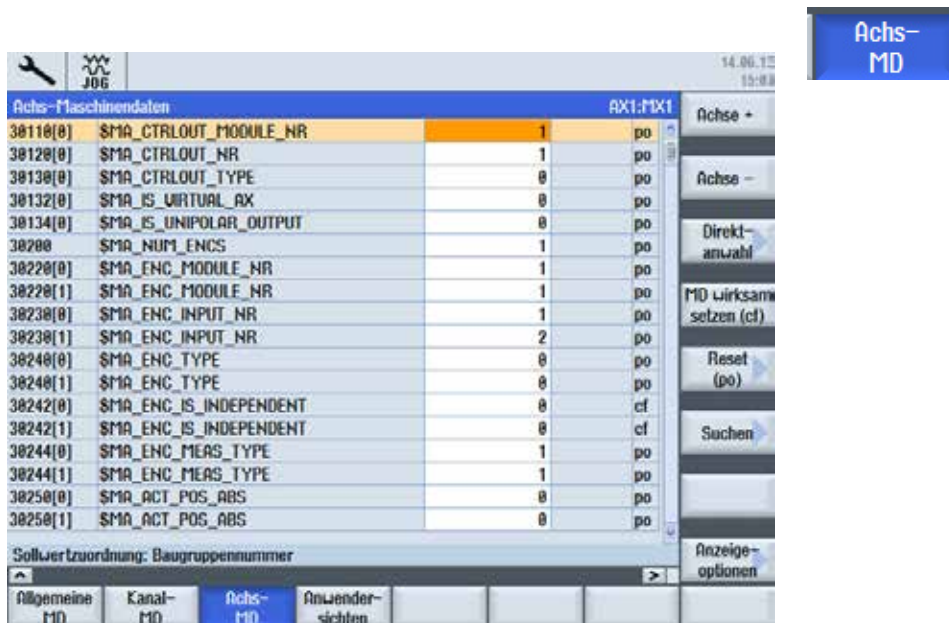 Achs-
MD
JOG
14.06.1
Achs-Maschinendaten AX1:MX1
30110[0] $MA_CTRLOUT_MODULE_NR 1 po
30120[0] $MA_CTRLOUT_NR 1 po
30130[0] $MA_CTRLOUT_TYPE 0 po
30132[0] $MA_IS_VIRTUAL_AX 0 po
30134[0] $MA_IS_UNIPOLAR_OUTPUT 0 po
30200 $MA_NUM_ENCS 1 po
30220[0] $MA_ENC_MODULE_NR 1 po
30220[1] $MA_ENC_MODULE_NR 1 po
30230[0] $MA_ENC_INPUT_NR 1 po
30230[1] $MA_ENC_INPUT_NR 2 po
30240[0] $MA_ENC_TYPE 0 po
30240[1] $MA_ENC_TYPE 0 po
30242[0] $MA_ENC_IS_INDEPENDENT 0 cf
30242[1] $MA_ENC_IS_INDEPENDENT 0 cf
30244[0] $MA_ENC_MEAS_TYPE 1 po
30244[1] $MA_ENC_MEAS_TYPE 1 po
30250[0] $MA_ACT_POS_ABS 0 po
30250[1] $MA_ACT_POS_ABS 0 po
Sollwertzuordnung: Baugruppennummer
Achse +
Achse -
Direkt-
anwahl
MD wirksam
setzen (cf)
Reset
(po)
Suchen
Anzeige-
optionen
Allgemeine
MD
Kanal-
MD
Achs-
MD
Anwender-
sichten